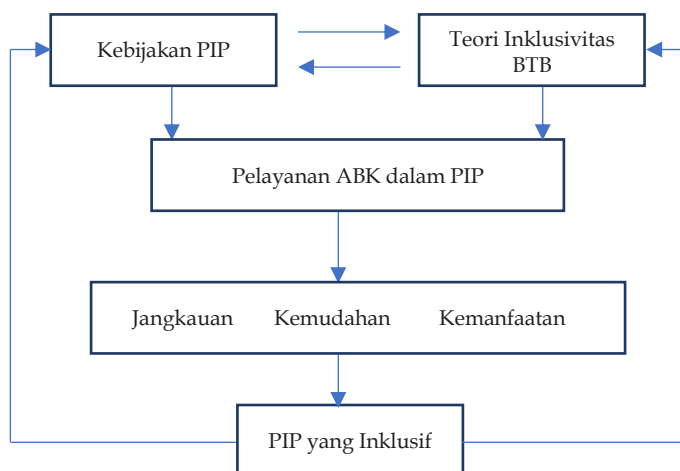 Kebijakan PIP
Teori Inklusivitas
BTB
Pelayanan ABK dalam PIP
Jangkauan Kemudahan Kemanfaatan
PIP yang Inklusif